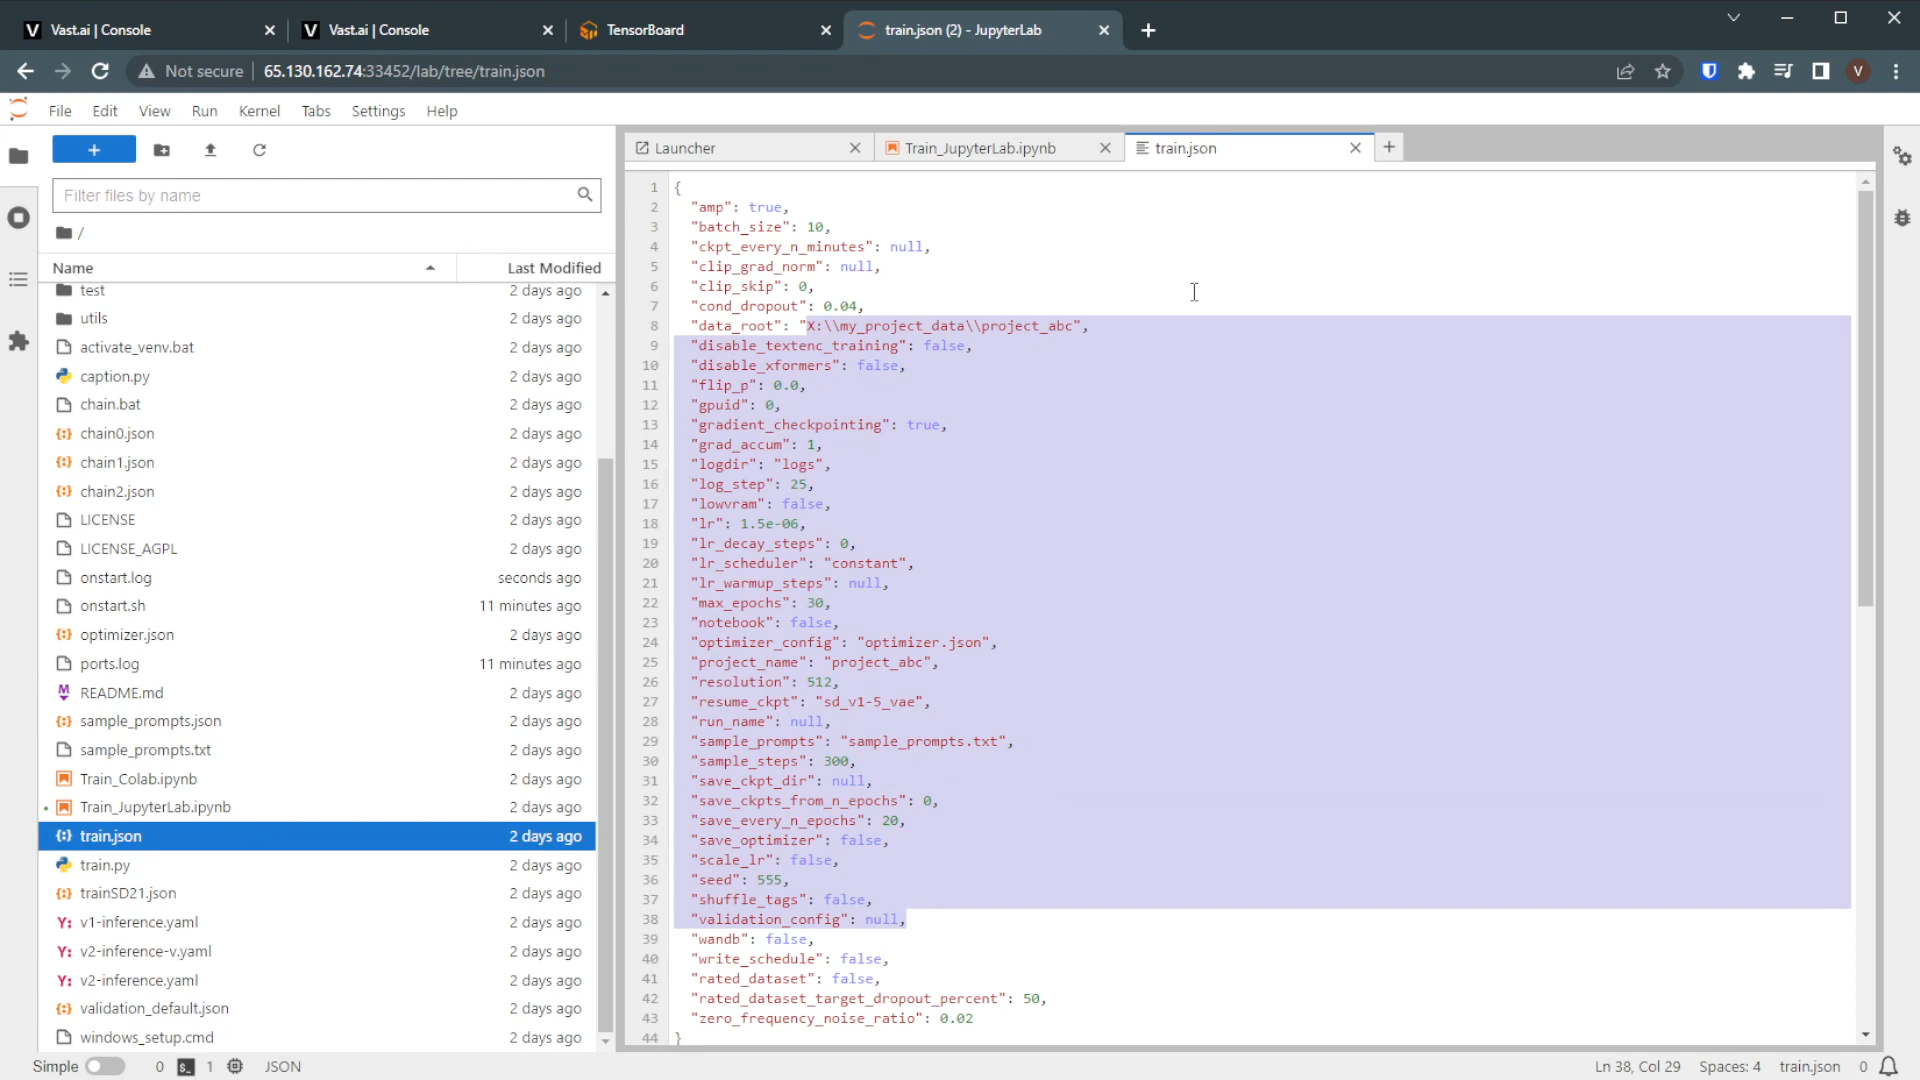 Vast.ai | Console
Vast.ai | Console
TensorBoard
train.json (2) - JupyterLab
Not secure
65.130.162.74:33452/lab/tree/train.json
V
File Edit View Run Kernel Tabs Settings Help
Filter files by name
/
Name Last Modified
test 2 days ago
utils 2 days ago
activate_venv.bat 2 days ago
caption.py 2 days ago
chain.bat 2 days ago
chain0.json 2 days ago
chain1.json 2 days ago
chain2.json 2 days ago
LICENSE 2 days ago
LICENSE_AGPL 2 days ago
onstart.log seconds ago
onstart.sh 11 minutes ago
optimizer.json 2 days ago
ports.log 11 minutes ago
README.md 2 days ago
sample_prompts.json 2 days ago
sample_prompts.txt 2 days ago
Train_Colab.ipynb 2 days ago
Train_JupyterLab.ipynb 2 days ago
train.json 2 days ago
train.py 2 days ago
trainSD21.json 2 days ago
v1-inference.yaml 2 days ago
v2-inference-v.yaml 2 days ago
v2-inference.yaml 2 days ago
validation_default.json 2 days ago
windows_setup.cmd 2 days ago
Launcher
Train_JupyterLab.ipynb
train.json
1 {
2 "amp": true,
3 "batch_size": 10,
4 "ckpt_every_n_minutes": null,
5 "clip_grad_norm": null,
6 "clip_skip": 0,
7 "cond_dropout": 0.04,
8 "data_root": "X:\\my_project_data\\project_abc",
9 "disable_textenc_training": false,
10 "disable_xformers": false,
11 "flip_p": 0.0,
12 "gpuid": 0,
13 "gradient_checkpointing": true,
14 "grad_accum": 1,
15 "logdir": "logs",
16 "log_step": 25,
17 "lowvram": false,
18 "lr": 1.5e-06,
19 "lr_decay_steps": 0,
20 "lr_scheduler": "constant",
21 "lr_warmup_steps": null,
22 "max_epochs": 30,
23 "notebook": false,
24 "optimizer_config": "optimizer.json",
25 "project_name": "project_abc",
26 "resolution": 512,
27 "resume_ckpt": "sd_v1-5_vae",
28 "run_name": null,
29 "sample_prompts": "sample_prompts.txt",
30 "sample_steps": 300,
31 "save_ckpt_dir": null,
32 "save_ckpts_from_n_epochs": 0,
33 "save_every_n_epochs": 20,
34 "save_optimizer": false,
35 "scale_lr": false,
36 "seed": 555,
37 "shuffle_tags": false,
38 "validation_config": null,
39 "wandb": false,
40 "write_schedule": false,
41 "rated_dataset": false,
42 "rated_dataset_target_dropout_percent": 50,
43 "zero_frequency_noise_ratio": 0.02
44 }
Simple 0 1 JSON Ln 38, Col 29 Spaces: 4 train.json 0